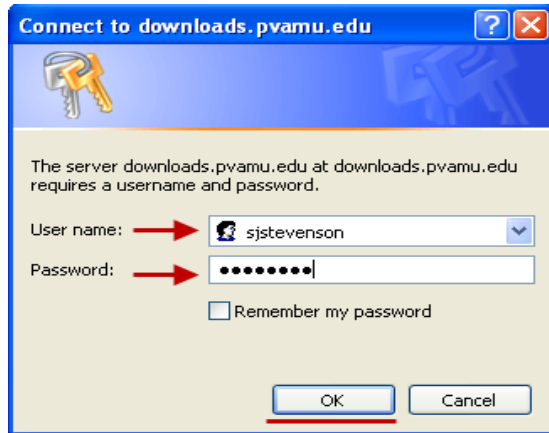 Connect to downloads.pvamu.edu
The server downloads.pvamu.edu at downloads.pvamu.edu
requires a username and password.
User name:
sjstevenson
Password:
••••••••
Remember my password
OK
Cancel